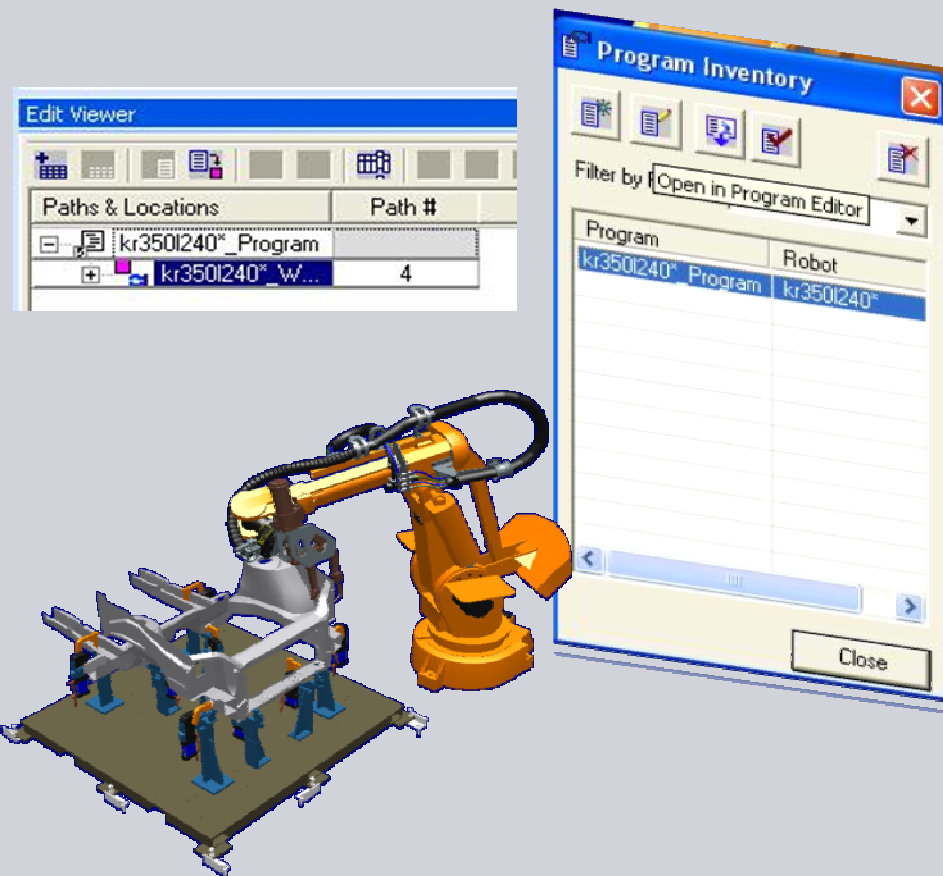 Edit Viewer
Paths & Locations Path #
kr350l240*_Program
kr350l240*_W... 4
Program Inventory
Filter by
Open in Program Editor
Program Robot
kr350l240*_Program kr350l240*
Close